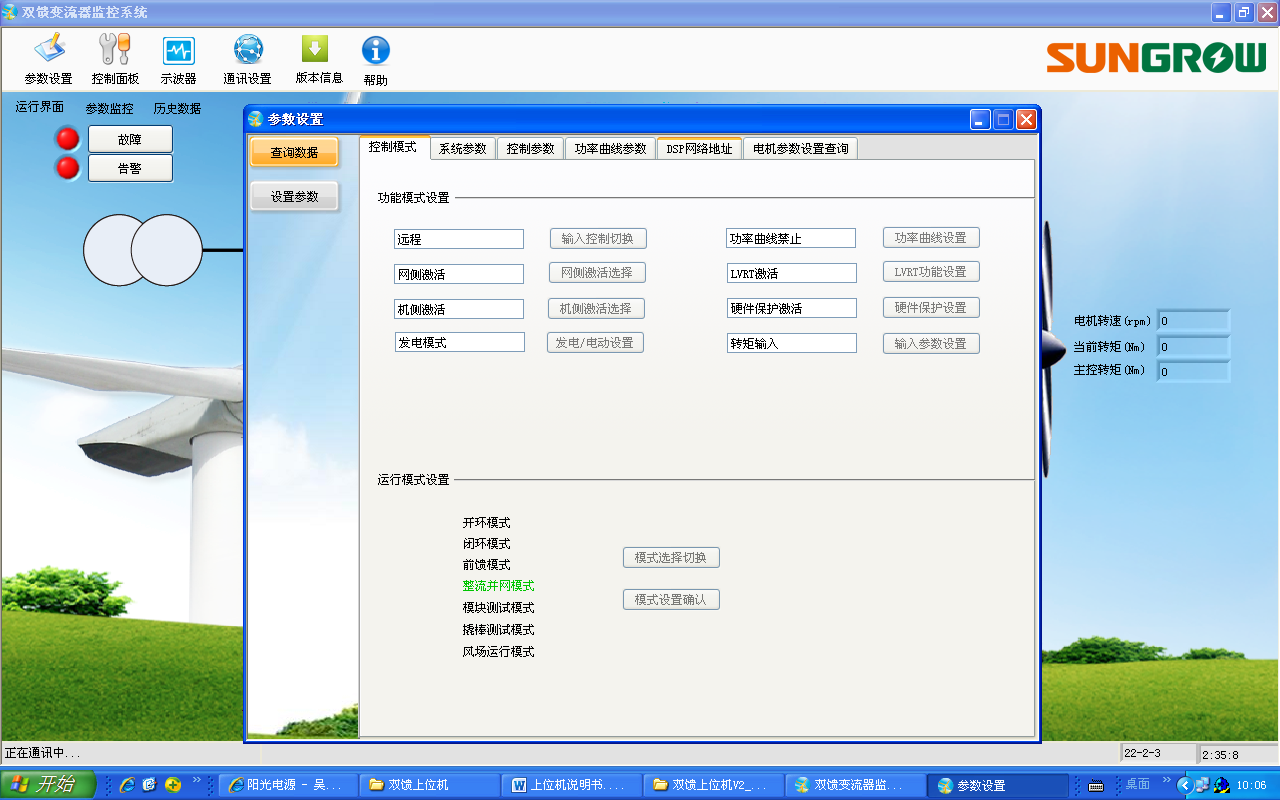 双馈变流器监控系统
参数设置
控制面板
示波器
通讯设置
版本信息
帮助
SUNGROW
运行界面
参数监控
历史数据
故障
告警
参数设置
查询数据
设置参数
控制模式
系统参数
控制参数
功率曲线参数
DSP网络地址
电机参数设置查询
功能模式设置
远程
输入控制切换
功率曲线禁止
功率曲线设置
网侧激活
网侧激活选择
LVRT激活
LVRT功能设置
机侧激活
机侧激活选择
硬件保护激活
硬件保护设置
发电模式
发电/电动设置
转矩输入
输入参数设置
电机转速(rpm)
0
当前转矩(Nm)
0
主控转矩(Nm)
0
运行模式设置
开环模式
闭环模式
前馈模式
整流并网模式
模块测试模式
撬棒测试模式
风场运行模式
模式选择切换
模式设置确认
正在通讯中...
22-2-3
2:35:8
开始
阳光电源 - 吴...
双馈上位机
上位机说明书....
双馈上位机V2_...
双馈变流器监...
参数设置
桌面
10:06